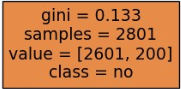 gini = 0.133
samples = 2801
value = [2601, 200]
class = no